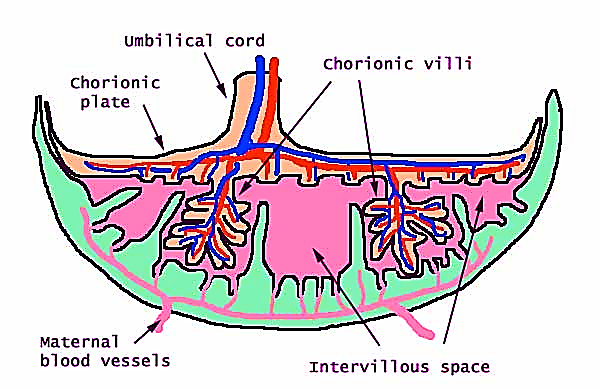 Umbilical cord
Chorionic villi
Chorionic
plate
Maternal
blood vessels
Intervillous space